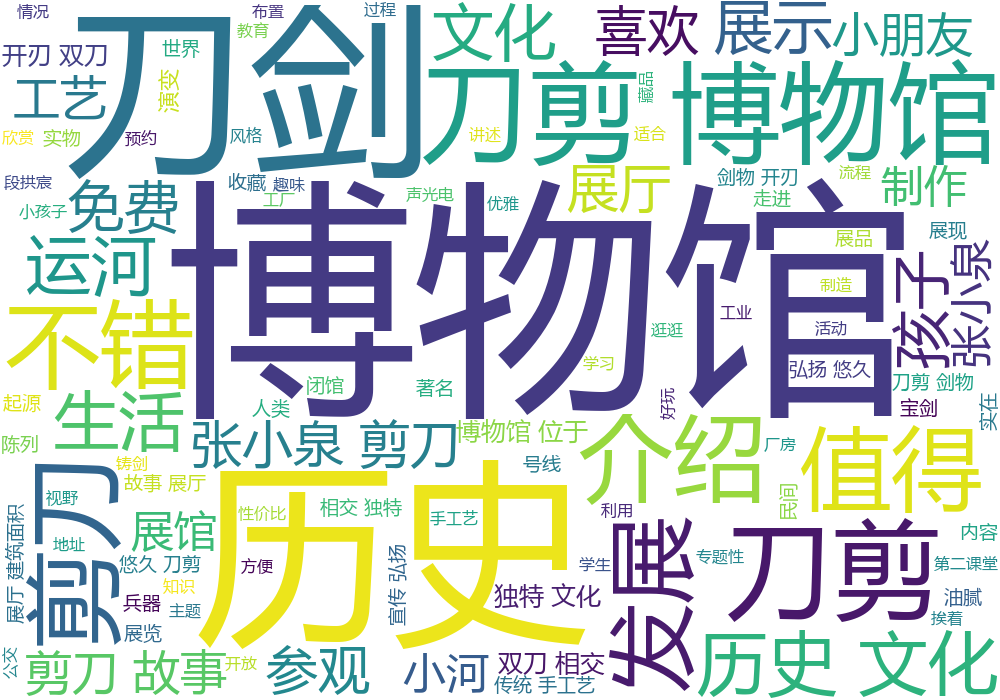 情况
布置
过程
刀剑
文化
喜欢
展示
小朋友
教育
开刃 双刀
世界
工艺
演变
刀剪
博物馆
藏品
欣赏
实物
预约
风格
讲述
适合
段拱宸
收藏
趣味
声光电
展厅
剑物 开刃
流程
制作
小孩子
免费
工厂
优雅
走进
运河
博物馆
展品
展现
孩子
张小泉
不错
制造
工业
逛逛
活动
学习
弘扬 悠久
闭馆
著名
刀剪 剑物
起源
生活
人类
好玩
宝剑
实在
陈列
张小泉 剪刀
博物馆 位于
介绍
厂房
值得
剪刀
铸剑
号线
视野
故事 展厅
历史
民间
相交 独特
利用
展厅 建筑面积
展馆
性价比
手工艺
发展
刀剪
内容
地址
悠久 刀剪
方便
宣传 弘扬
学生
专题性
第二课堂
知识
兵器
主题
独特 文化
油腻
挨着
展览
公交
剪刀 故事
开放
参观
小河
双刀 相交
传统 手工艺
历史 文化